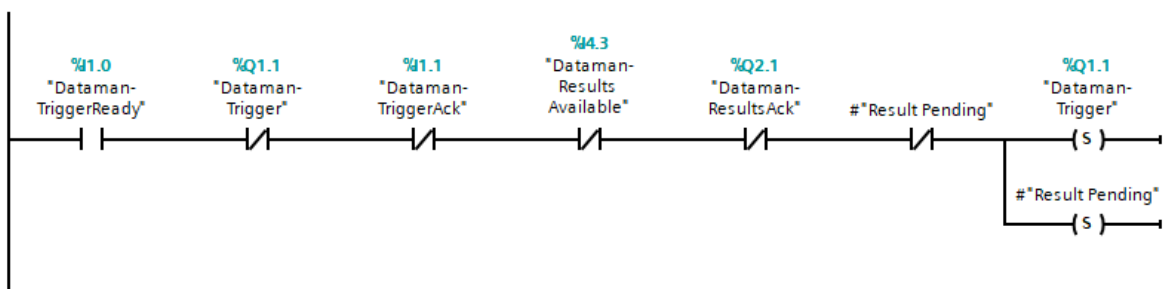 %I1.0
"Dataman-
TriggerReady"
%Q1.1
"Dataman-
Trigger"
%I1.1
"Dataman-
TriggerAck"
%I4.3
"Dataman-
Results
Available"
%Q2.1
"Dataman-
ResultsAck"
#"Result Pending"
%Q1.1
"Dataman-
Trigger"
S
#"Result Pending"
S